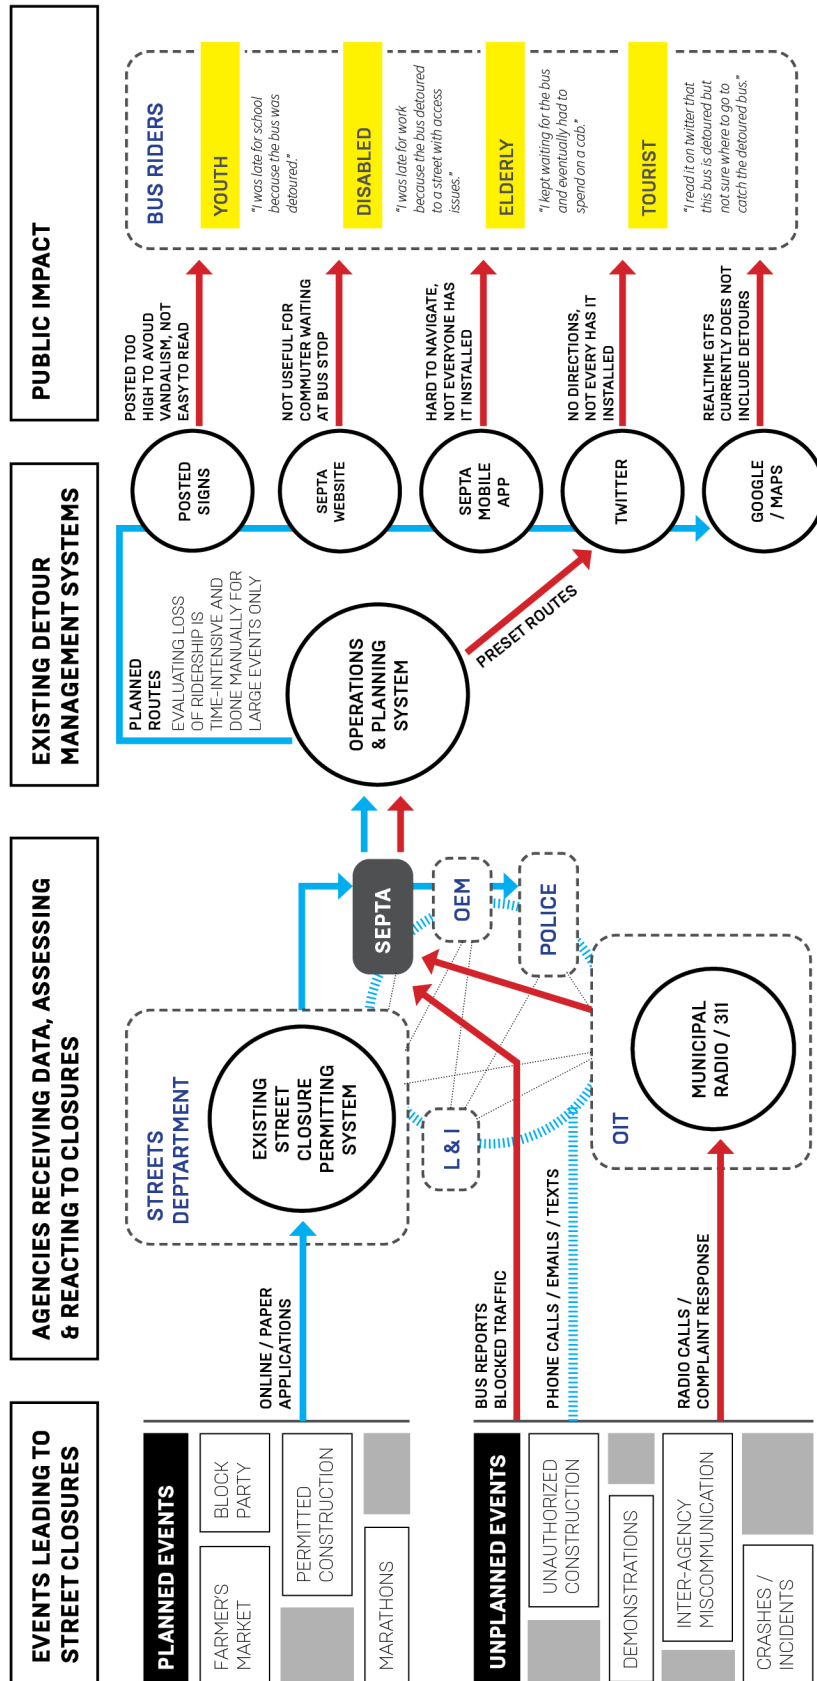 EVENTS LEADING TO
STREET CLOSURES
PLANNED EVENTS
FARMER'S
MARKET
BLOCK
PARTY
PERMITTED
CONSTRUCTION
MARATHONS
UNPLANNED EVENTS
UNAUTHORIZED
CONSTRUCTION
DEMONSTRATIONS
INTER-AGENCY
MISCOMMUNICATION
CRASHES /
INCIDENTS
AGENCIES RECEIVING DATA, ASSESSING
& REACTING TO CLOSURES
ONLINE / PAPER
APPLICATIONS
BUS REPORTS
BLOCKED TRAFFIC
PHONE CALLS / EMAILS / TEXTS
RADIO CALLS /
COMPLAINT RESPONSE
STREETS
DEPTARTMENT
EXISTING
STREET
CLOSURE
PERMITTING
SYSTEM
L & I
SEPTA
OEM
POLICE
OIT
MUNICIPAL
RADIO / 311
EXISTING DETOUR
MANAGEMENT SYSTEMS
PLANNED
ROUTES
EVALUATING LOSS
OF RIDERSHIP IS
TIME-INTENSIVE AND
DONE MANUALLY FOR
LARGE EVENTS ONLY
OPERATIONS
& PLANNING
SYSTEM
PRESET ROUTES
POSTED
SIGNS
SEPTA
WEBSITE
SEPTA
MOBILE
APP
TWITTER
GOOGLE
/ MAPS
PUBLIC IMPACT
POSTED TOO
HIGH TO AVOUD
VANDALISM, NOT
EASY TO READ
NOT USEFUL FOR
COMMUTER WAITING
AT BUS STOP
HARD TO NAVIGATE,
NOT EVERYONE HAS
IT INSTALLED
NO DIRECTIONS,
NOT EVERY HAS IT
INSTALLED
REALTIME GTFS
CURRENTLY DOES NOT
INCLUDE DETOURS
BUS RIDERS
YOUTH
"I was late for school
because the bus was
detoured."
DISABLED
"I was late for work
because the bus detoured
to a street with access
issues."
ELDERLY
"I kept waiting for the bus
and eventually had to
spend on a cab."
TOURIST
"I read it on twitter that
this bus is detoured but
not sure where to go to
catch the detoured bus."